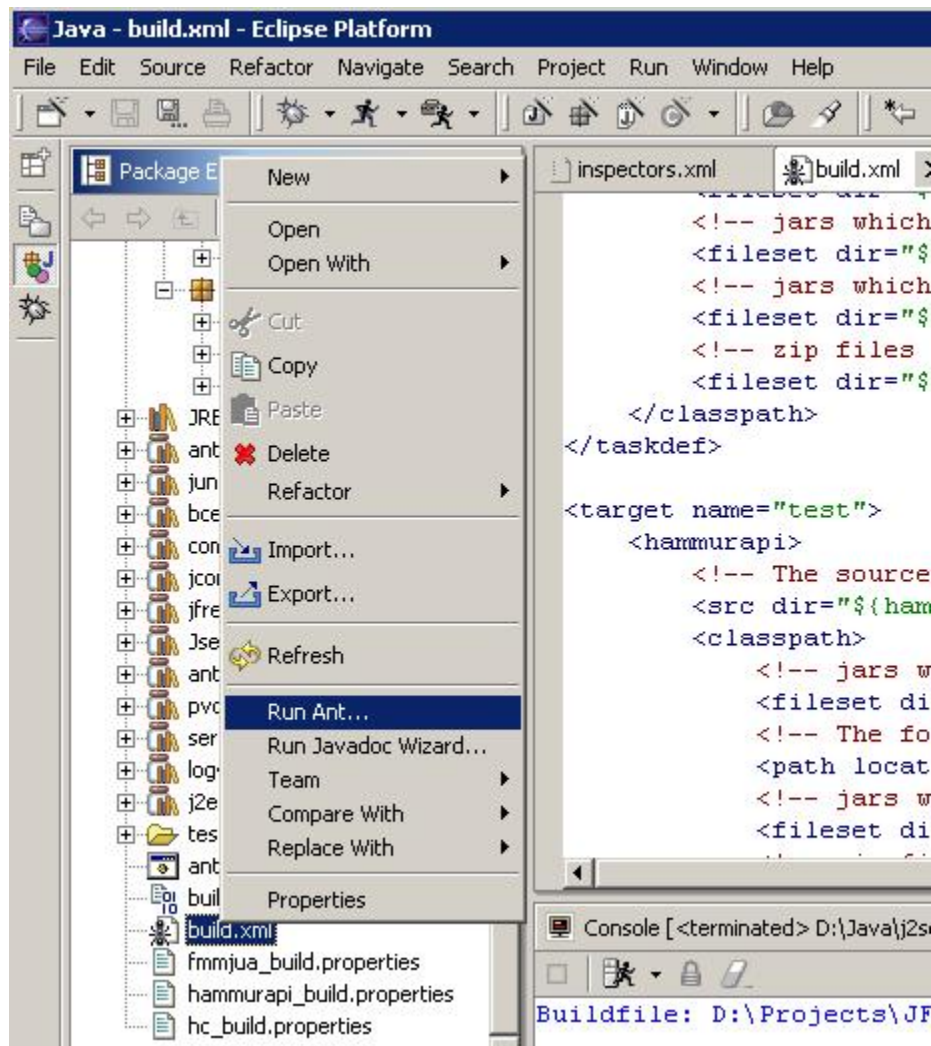 Java - build.xml - Eclipse Platform
File Edit Source Refactor Navigate Search Project Run Window Help
Package E
New
Open
Open With
Cut
Copy
Paste
Delete
Refactor
Import...
Export...
Refresh
Run Ant...
Run Javadoc Wizard...
Team
Compare With
Replace With
Properties
JRE
ant
jun
bce
con
jco
jfre
Jse
ant
pvc
ser
log
j2e
tes
ant
buil
build.xml
fmmjua_build.properties
hammurapi_build.properties
hc_build.properties
inspectors.xml build.xml
<!-- jars which
<fileset dir="$
<!-- jars which
<fileset dir="$
<!-- zip files
<fileset dir="$
</classpath>
</taskdef>
<target name="test">
<hammurapi>
<!-- The source
<src dir="${ham
<classpath>
<!-- jars w
<fileset di
<!-- The fo
<path locat
<!-- jars w
<fileset di
Console [<terminated> D:\Java\j2s
Buildfile: D:\Projects\JF